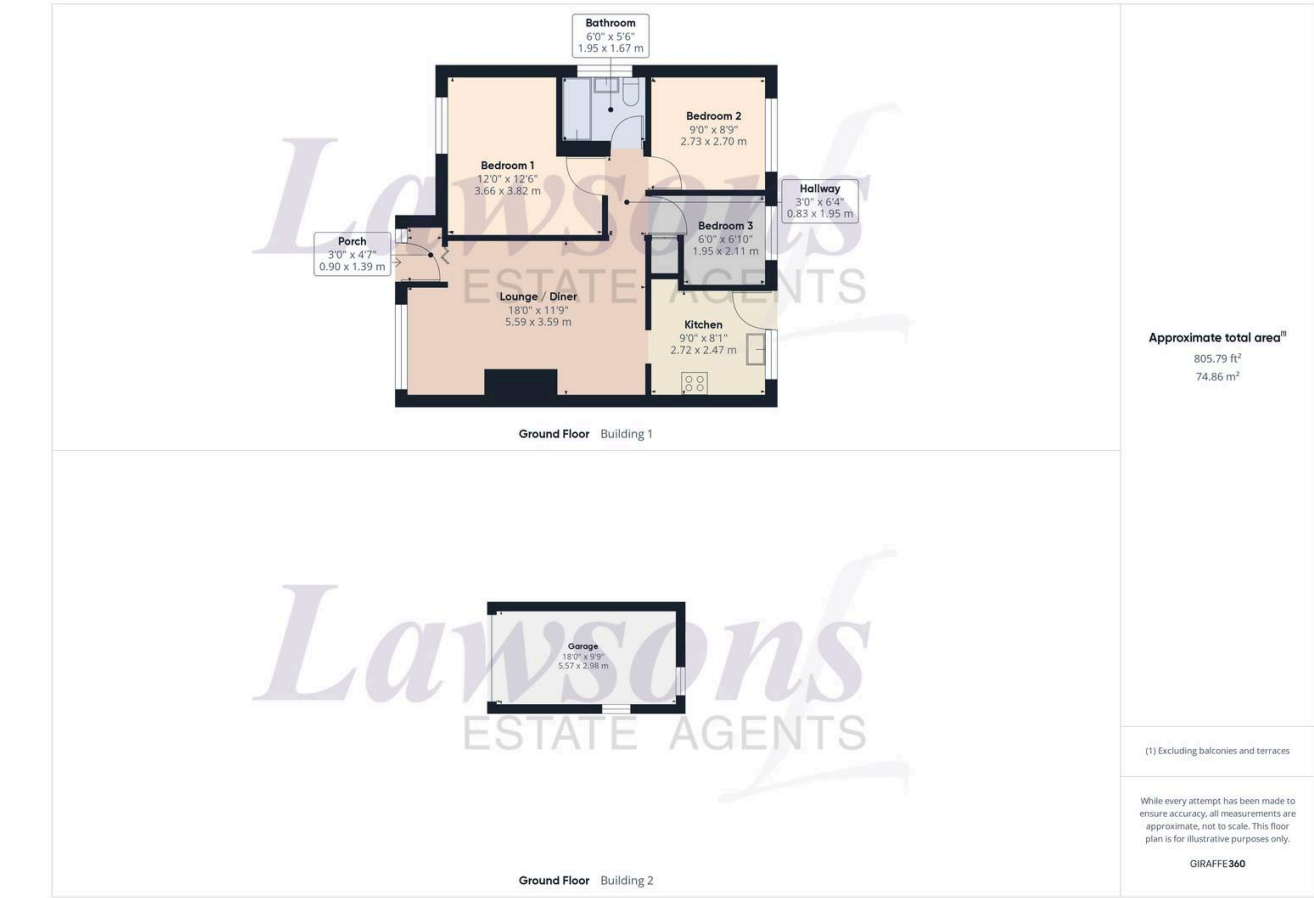 Bathroom
6'0" x 5'6"
1.95 x 1.67 m
Bedroom 2
9'0" x 8'9"
2.73 x 2.70 m
Bedroom 1
12'0" x 12'6"
3.66 x 3.82 m
Hallway
3'0" x 6'4"
0.83 x 1.95 m
Bedroom 3
6'0" x 6'10"
1.95 x 2.11 m
Porch
3'0" x 4'7"
0.90 x 1.39 m
Lounge / Diner
18'0" x 11'9"
5.59 x 3.59 m
Kitchen
9'0" x 8'1"
2.72 x 2.47 m
Lawsons
ESTATE AGENTS
Ground Floor Building 1
Garage
18'0" x 9'9"
5.57 x 2.98 m
Lawsons
ESTATE AGENTS
Ground Floor Building 2
Approximate total area(1)
805.79 ft²
74.86 m²
(1) Excluding balconies and terraces
While every attempt has been made to
ensure accuracy, all measurements are
approximate, not to scale. This floor
plan is for illustrative purposes only.
GIRAFFE360